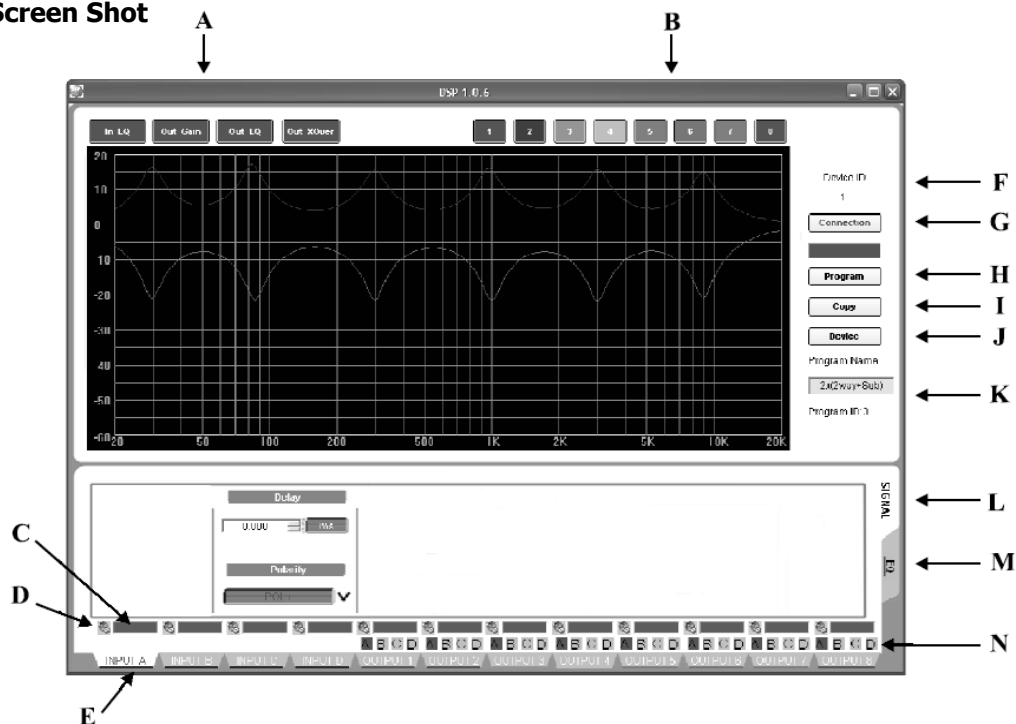 Screen Shot
A B
DSP 1.0.6
In EQ Out Gain Out EQ Out XOver 1 2 3 4 5 6 7 8
20
10
0
10
-20
-30
40
-50
-60
20 50 100 200 500 1K 2K 5K 10K 20K
Device ID
1
Connection
Program
Copy
Device
Program Name
2x(2way+Sub)
Program ID:
F
G
H
I
J
K
Delay
0.000
Polarity
SIGNAL
EQ
L
M
C
D
A B C D A B C D A B C D A B C D A B C D A B C D A B C D A B C D
N
INPUT A INPUT B INPUT C INPUT D OUTPUT 1 OUTPUT 2 OUTPUT 3 OUTPUT 4 OUTPUT 5 OUTPUT 6 OUTPUT 7 OUTPUT 8
E